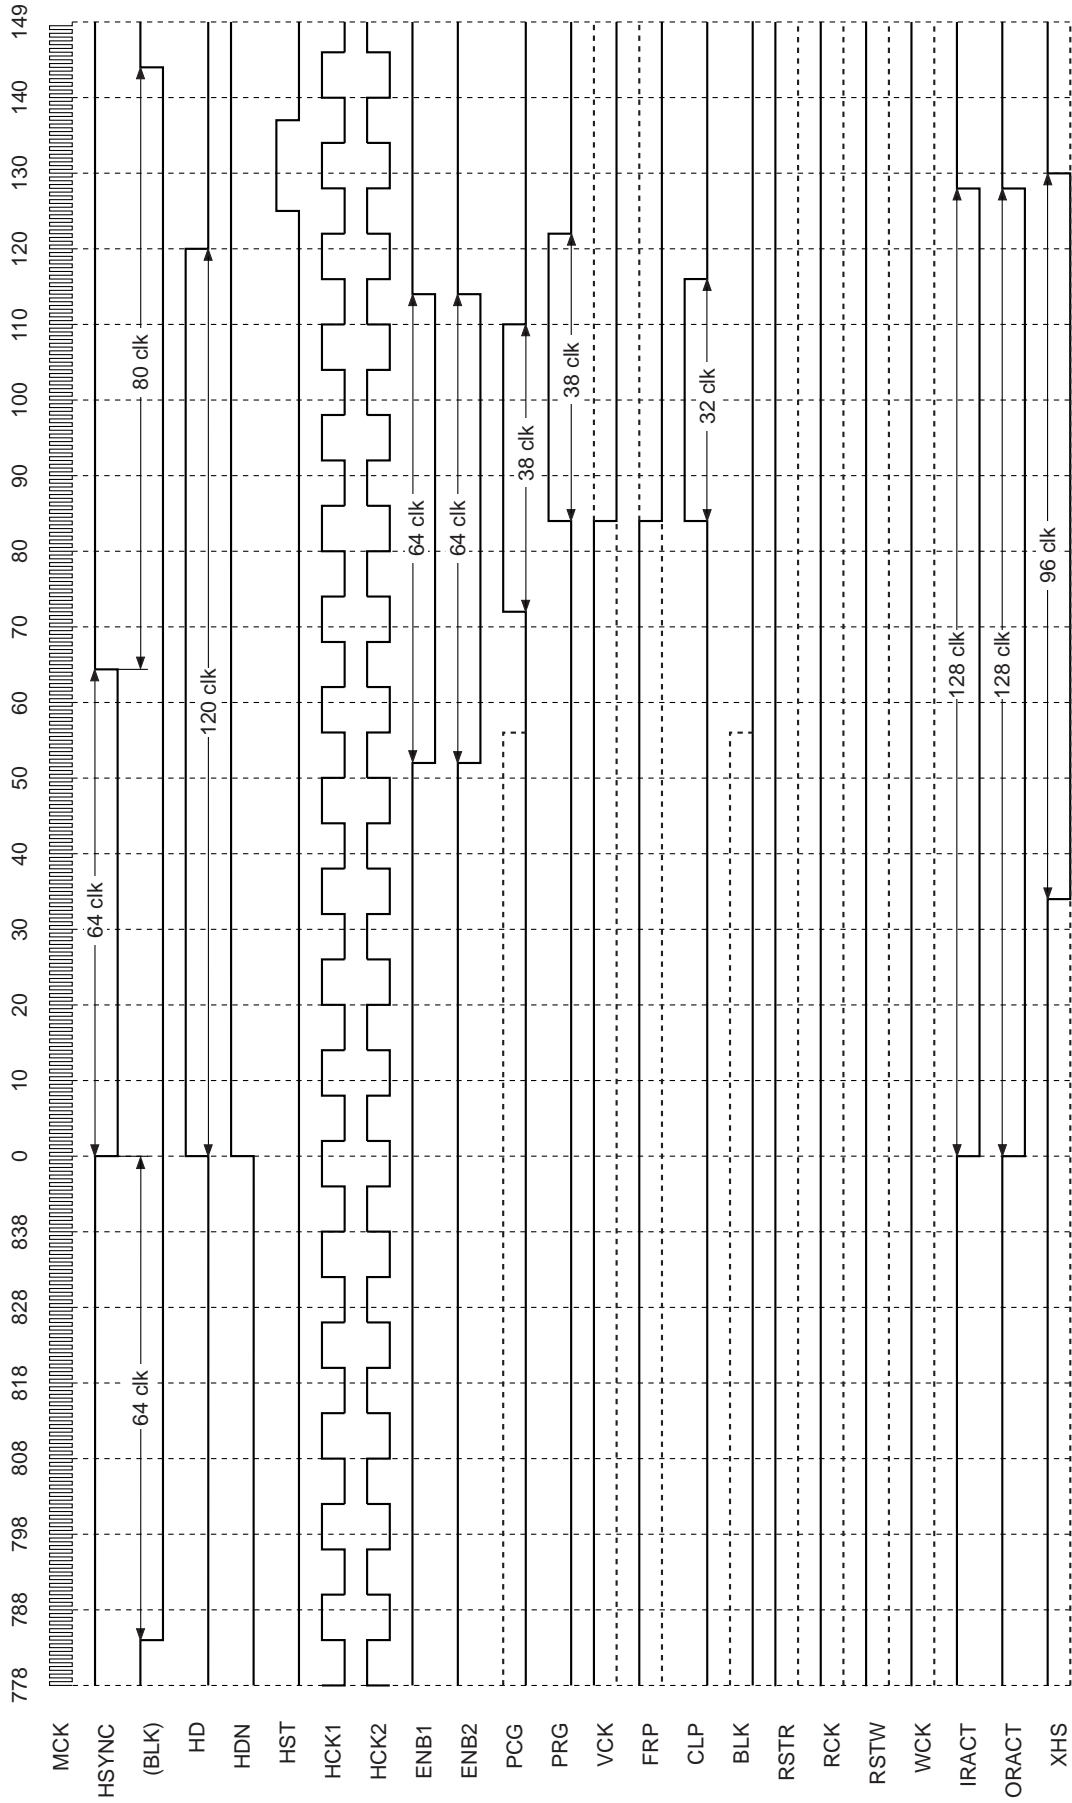 778 788 798 808 818 828 838 0 10 20 30 40 50 60 70 80 90 100 110 120 130 140 149
MCK
HSYNC
64 clk
(BLK)
64 clk
80 clk
HD
120 clk
HDN
HST
HCK1
HCK2
ENB1
64 clk
ENB2
64 clk
PCG
38 clk
PRG
38 clk
VCK
FRP
CLP
32 clk
BLK
RSTR
RCK
RSTW
WCK
IRACT
128 clk
ORACT
128 clk
XHS
96 clk